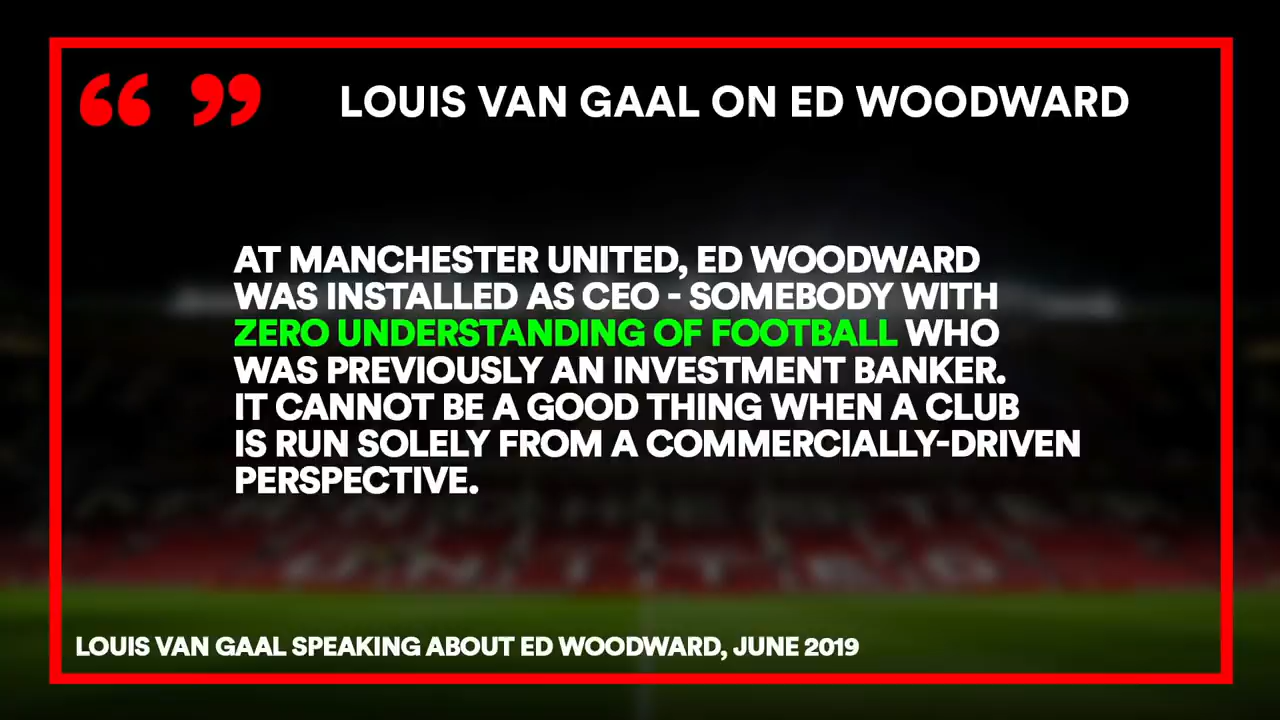 “ ” LOUIS VAN GAAL ON ED WOODWARD
AT MANCHESTER UNITED, ED WOODWARD
WAS INSTALLED AS CEO - SOMEBODY WITH
ZERO UNDERSTANDING OF FOOTBALL WHO
WAS PREVIOUSLY AN INVESTMENT BANKER.
IT CANNOT BE A GOOD THING WHEN A CLUB
IS RUN SOLELY FROM A COMMERCIALLY-DRIVEN
PERSPECTIVE.
UNITED
LOUIS VAN GAAL SPEAKING ABOUT ED WOODWARD, JUNE 2019